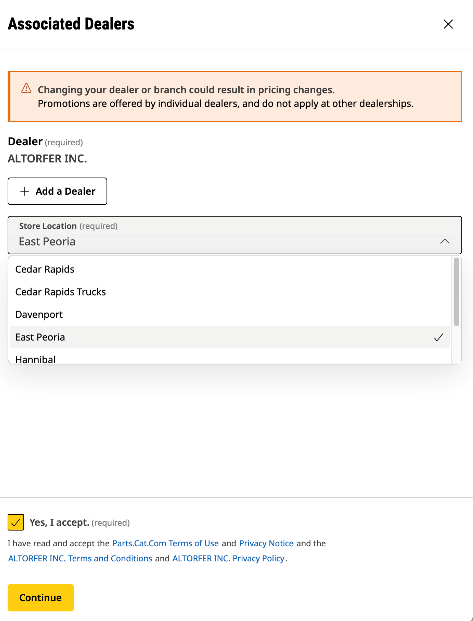 Associated Dealers
Changing your dealer or branch could result in pricing changes.
Promotions are offered by individual dealers, and do not apply at other dealerships.
Dealer (required)
ALTORFER INC.
+ Add a Dealer
Store Location (required)
East Peoria
Cedar Rapids
Cedar Rapids Trucks
Davenport
East Peoria
Hannibal
Yes, I accept. (required)
I have read and accept the Parts.Cat.Com Terms of Use and Privacy Notice and the
ALTORFER INC. Terms and Conditions and ALTORFER INC. Privacy Policy.
Continue